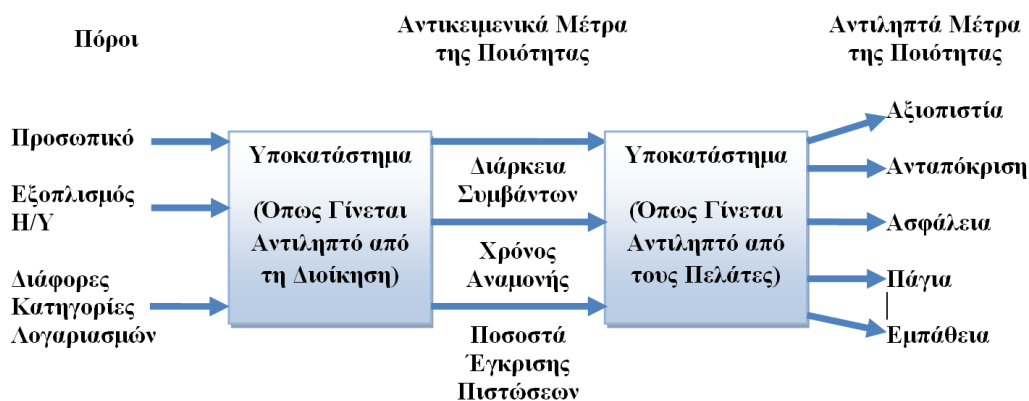 Πόροι
Αντικειμενικά Μέτρα
της Ποιότητας
Αντιληπτά Μέτρα
της Ποιότητας
Προσωπικό
Εξοπλισμός
Η/Υ
Διάφορες
Κατηγορίες
Λογαριασμών
Υποκατάστημα
(Όπως Γίνεται
Αντιληπτό από
τη Διοίκηση)
Διάρκεια
Συμβάντων
Χρόνος
Αναμονής
Ποσοστά
Έγκρισης
Πιστώσεων
Υποκατάστημα
(Όπως Γίνεται
Αντιληπτό από
τους Πελάτες)
Αξιοπιστία
Ανταπόκριση
Ασφάλεια
Πάγια
Εμπάθεια